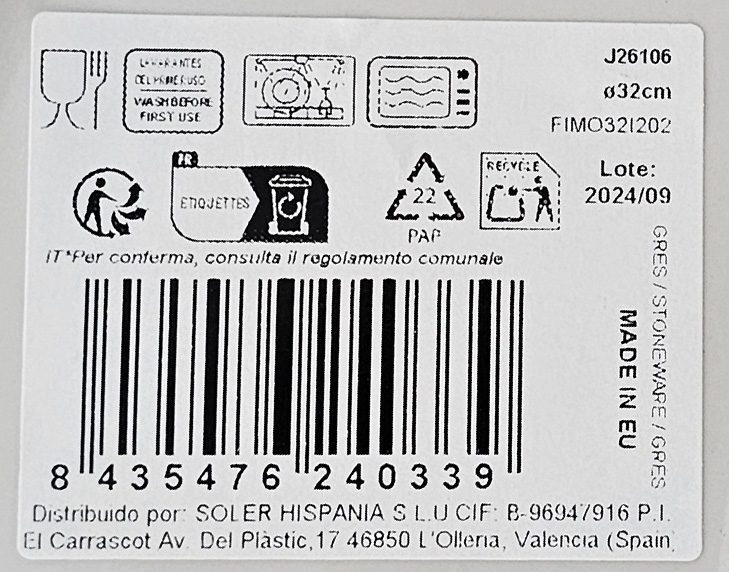 LAVAR ANTES
DEL PRIMER USO
WASH BEFORE
FIRST USE
J26106
ø32cm
FIMO32I202
FR
ETIQUETTES
22
PAP
RECYCLE
Lote:
2024/09
IT*Per conferma, consulta il regolamento comunale
GRES / STONEWARE / GRES
MADE IN EU
8 435476 240339
Distribuido por: SOLER HISPANIA S L.U CIF: B-96947916 P.I.
El Carrascot Av. Del Plàstic,17 46850 L'Olleria, Valencia (Spain)